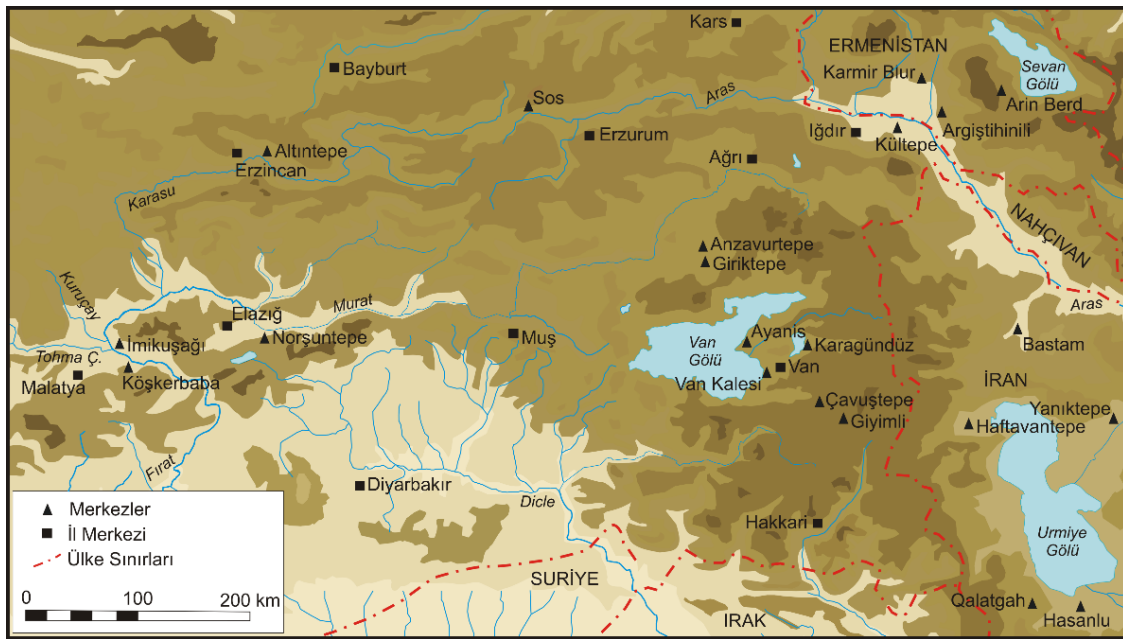 Kars
ERMENİSTAN
Karmir Blur
Sevan
Gölü
Bayburt
Arin Berd
Sos
Aras
Argiştihinili
Iğdır
Kültepe
Erzurum
Ağrı
Altıntepe
Erzincan
Karasu
NAHÇIVAN
Anzavurtepe
Giriktepe
Kuruçay
Murat
Aras
Elazığ
Norşuntepe
Muş
Van
Gölü
Ayanis
Karagündüz
Bastam
İmikuşağı
Tohma Ç.
Malatya
Köşkerbaba
Van
Van Kalesi
İRAN
Çavuştepe
Giyimli
Yanıktepe
Haftavantepe
Fırat
Diyarbakır
Dicle
Hakkari
Urmiye
Gölü
SURİYE
IRAK
Qalatgah
Hasanlu
Merkezler
İl Merkezi
Ülke Sınırları
0 100 200 km